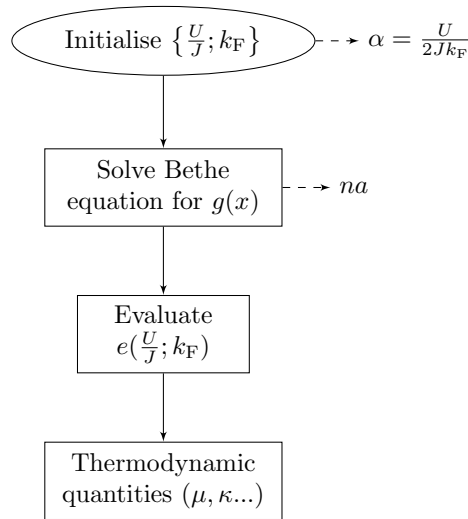 Initialise {U/J; k_F}
α = U/2Jk_F
Solve Bethe
equation for g(x)
na
Evaluate
e(U/J; k_F)
Thermodynamic
quantities (μ, κ...)